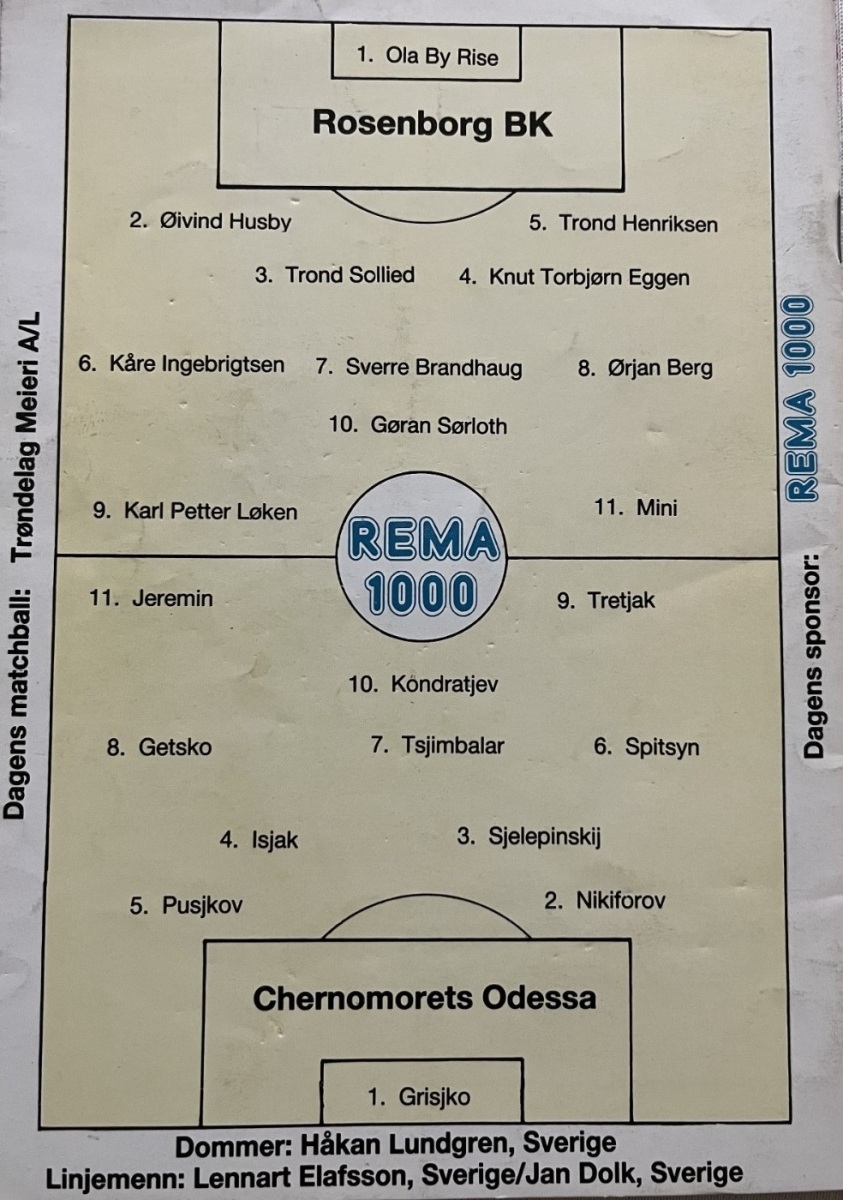 1. Ola By Rise
Rosenborg BK
2. Øivind Husby
5. Trond Henriksen
3. Trond Sollied
4. Knut Torbjørn Eggen
6. Kåre Ingebrigtsen
7. Sverre Brandhaug
8. Ørjan Berg
10. Gøran Sørloth
9. Karl Petter Løken
11. Mini
REMA
1000
11. Jeremin
9. Tretjak
10. Kondratjev
8. Getsko
7. Tsjimbalar
6. Spitsyn
4. Isjak
3. Sjelepinskij
5. Pusjkov
2. Nikiforov
Chernomorets Odessa
1. Grisjko
Dommer: Håkan Lundgren, Sverige
Linjemenn: Lennart Elafsson, Sverige/Jan Dolk, Sverige
Dagens matchball: Trøndelag Meieri A/L
Dagens sponsor: REMA 1000